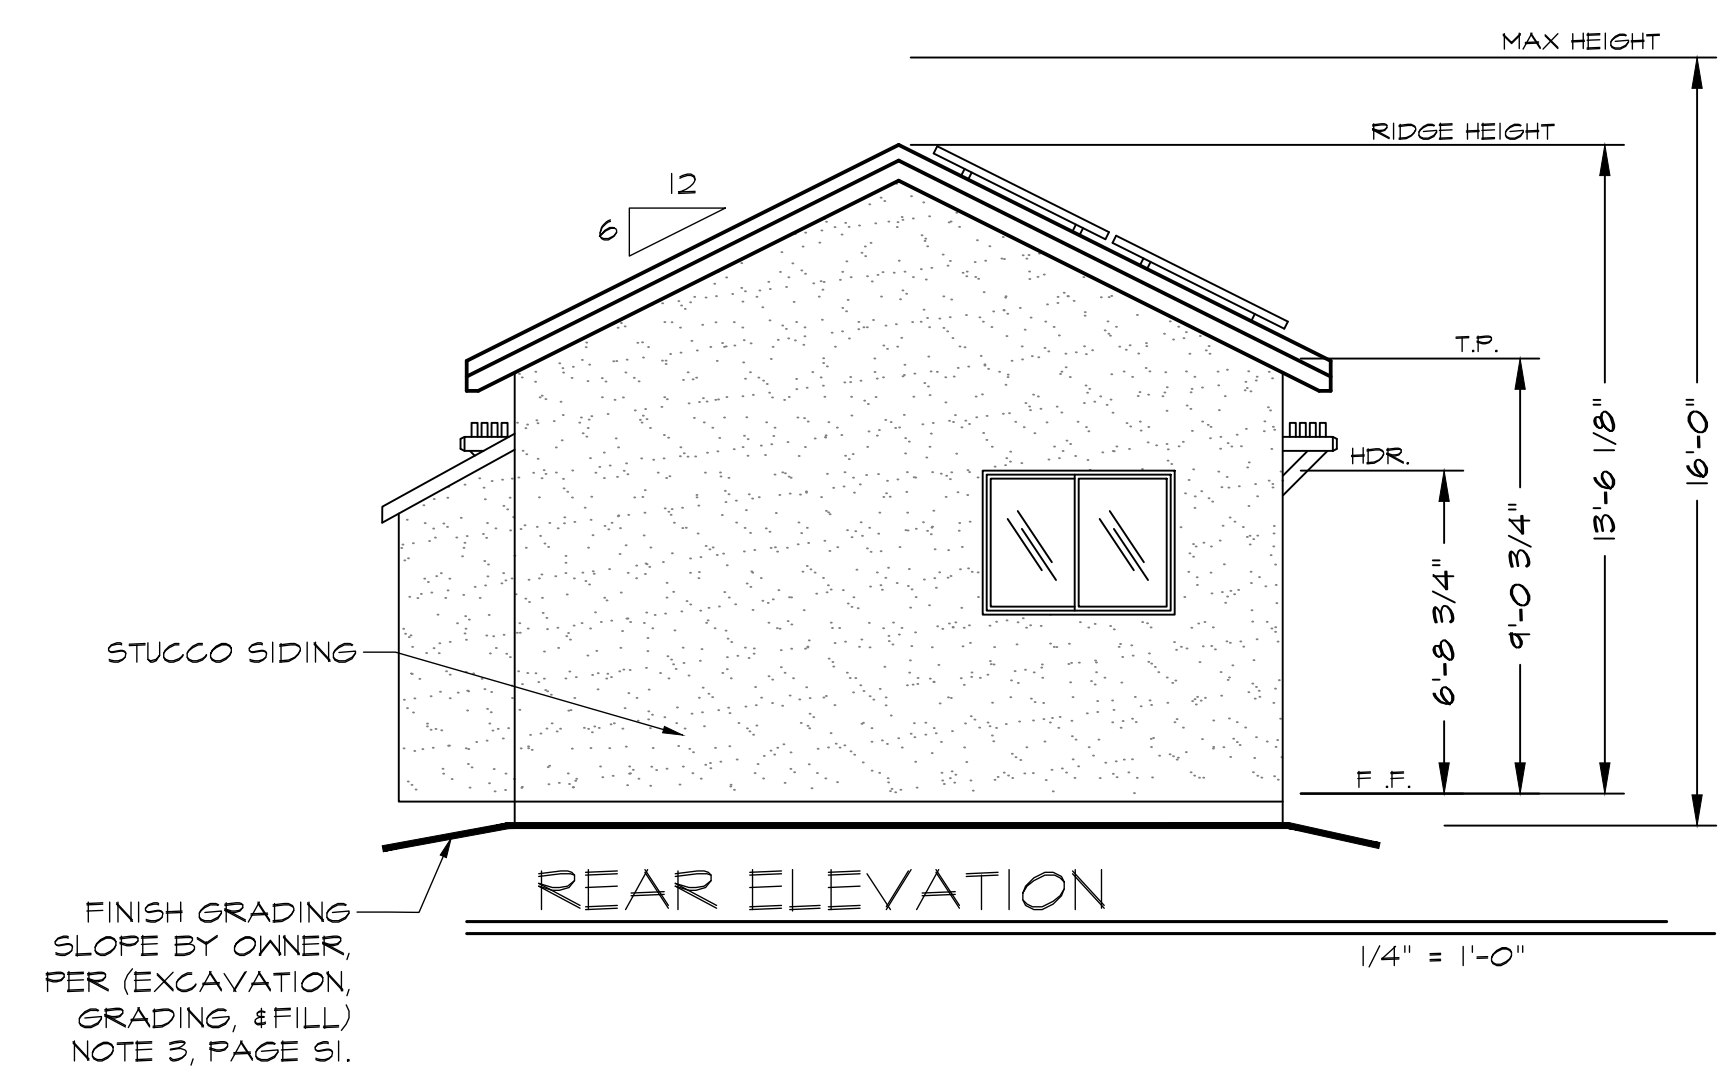 MAX HEIGHT
RIDGE HEIGHT
12
6
T.P.
HDR.
6'-8 3/4"
9'-0 3/4"
13'-6 1/8"
16'-0"
STUCCO SIDING
F.F.
REAR ELEVATION
1/4" = 1'-0"
FINISH GRADING
SLOPE BY OWNER,
PER (EXCAVATION,
GRADING, & FILL)
NOTE 3, PAGE S1.